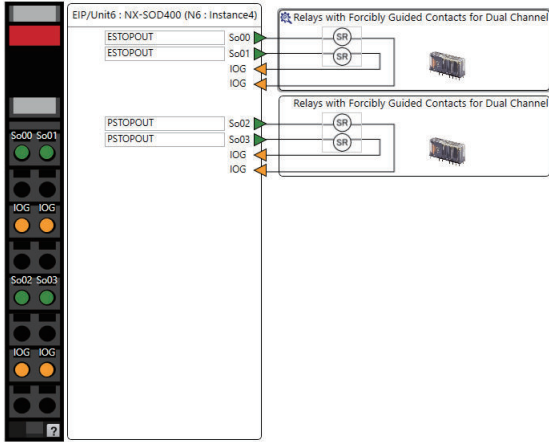 EIP/Unit6 : NX-SOD400 (N6 : Instance4)
Relays with Forcibly Guided Contacts for Dual Channel
ESTOPOUT So00 SR
ESTOPOUT So01 SR
IOG
IOG
Relays with Forcibly Guided Contacts for Dual Channel
PSTOPOUT So02 SR
PSTOPOUT So03 SR
IOG
IOG
So00 So01
IOG IOG
So02 So03
IOG IOG
?